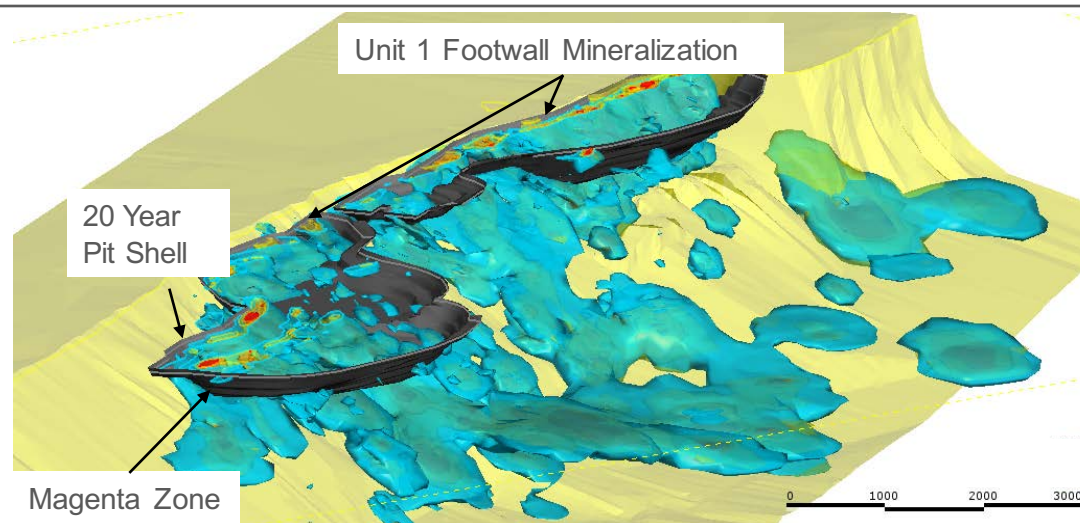 Unit 1 Footwall Mineralization
20 Year
Pit Shell
Magenta Zone
0 1000 2000 3000